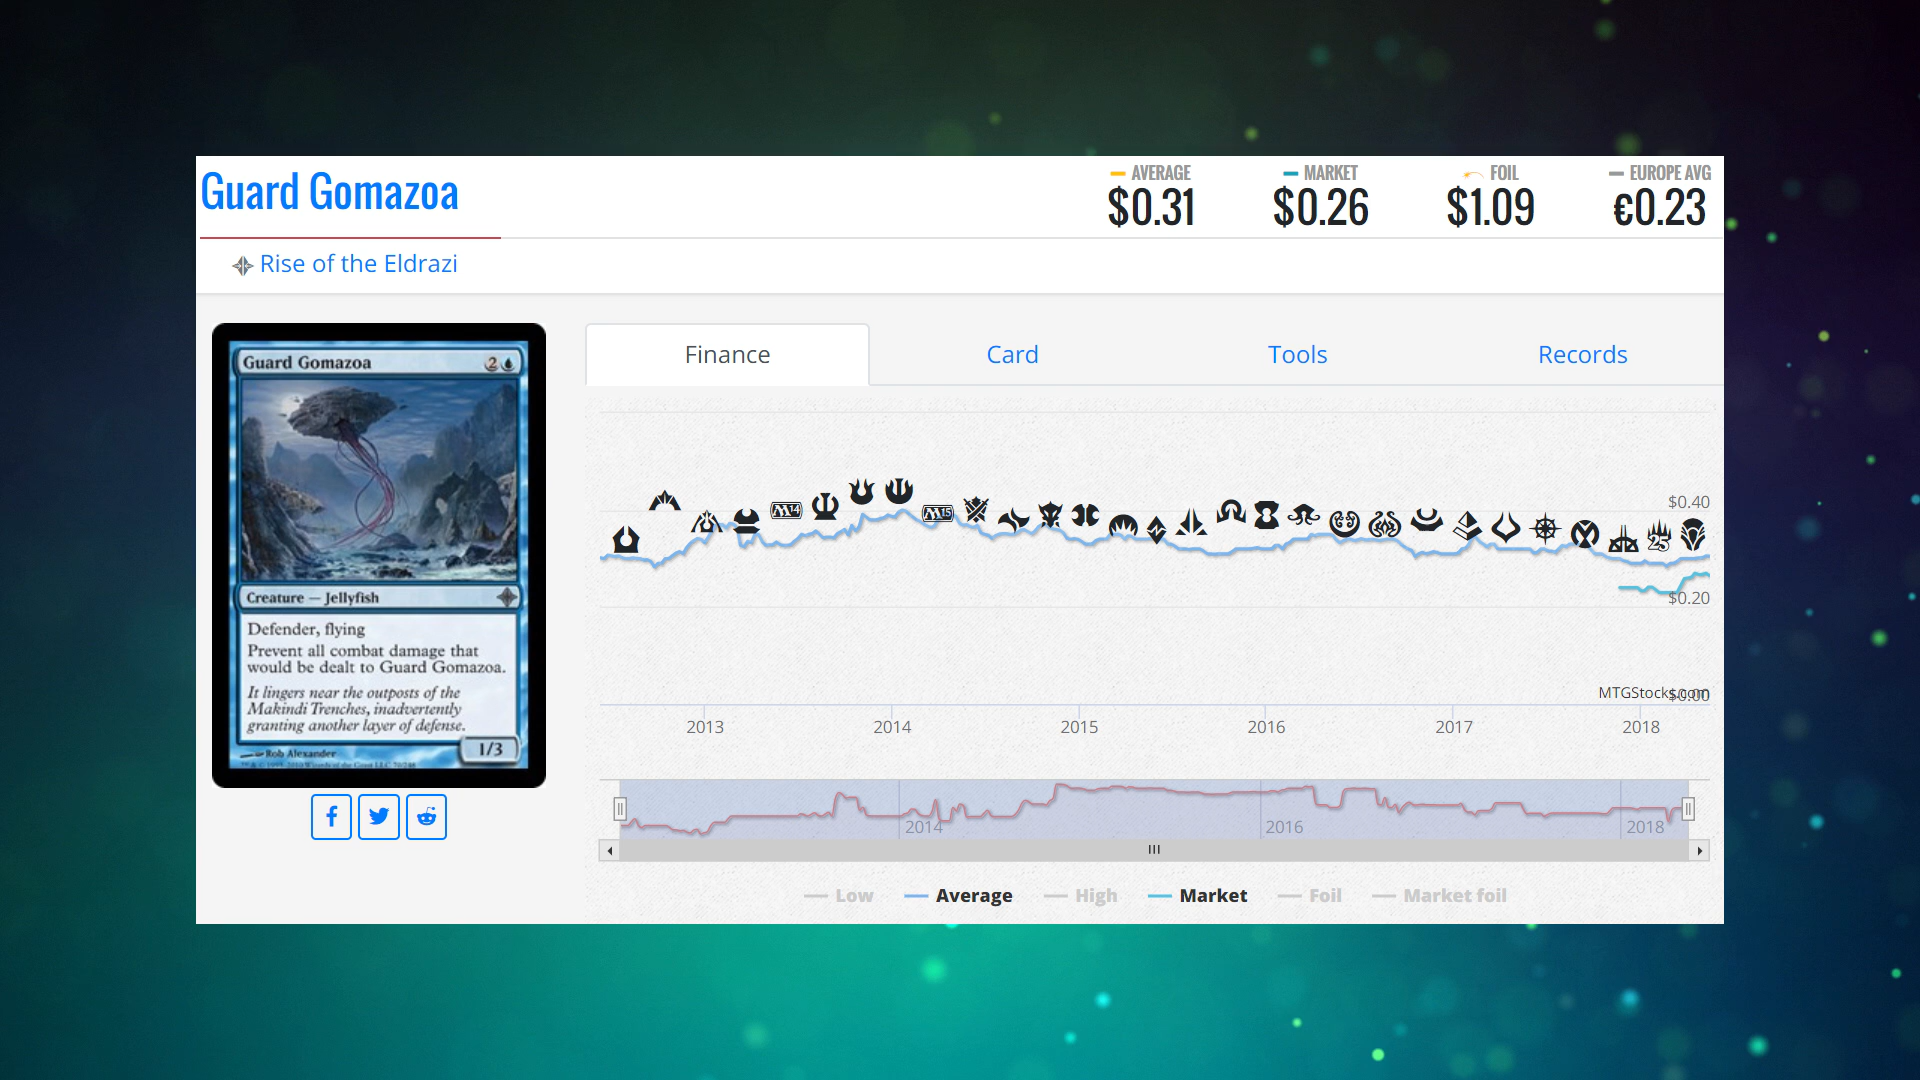 Guard Gomazoa
AVERAGE
$0.31
MARKET
$0.26
FOIL
$1.09
EUROPE AVG
€0.23
Rise of the Eldrazi
Guard Gomazoa 2
Creature — Jellyfish
Defender, flying
Prevent all combat damage that
would be dealt to Guard Gomazoa.
It lingers near the outposts of the
Makindi Trenches, inadvertently
granting another layer of defense.
1/3
Rob Alexander
Finance
Card
Tools
Records
M14
M15
25
$0.40
$0.20
$0.00
MTGStocks.com
2013
2014
2015
2016
2017
2018
2014
2016
2018
Low
Average
High
Market
Foil
Market foil